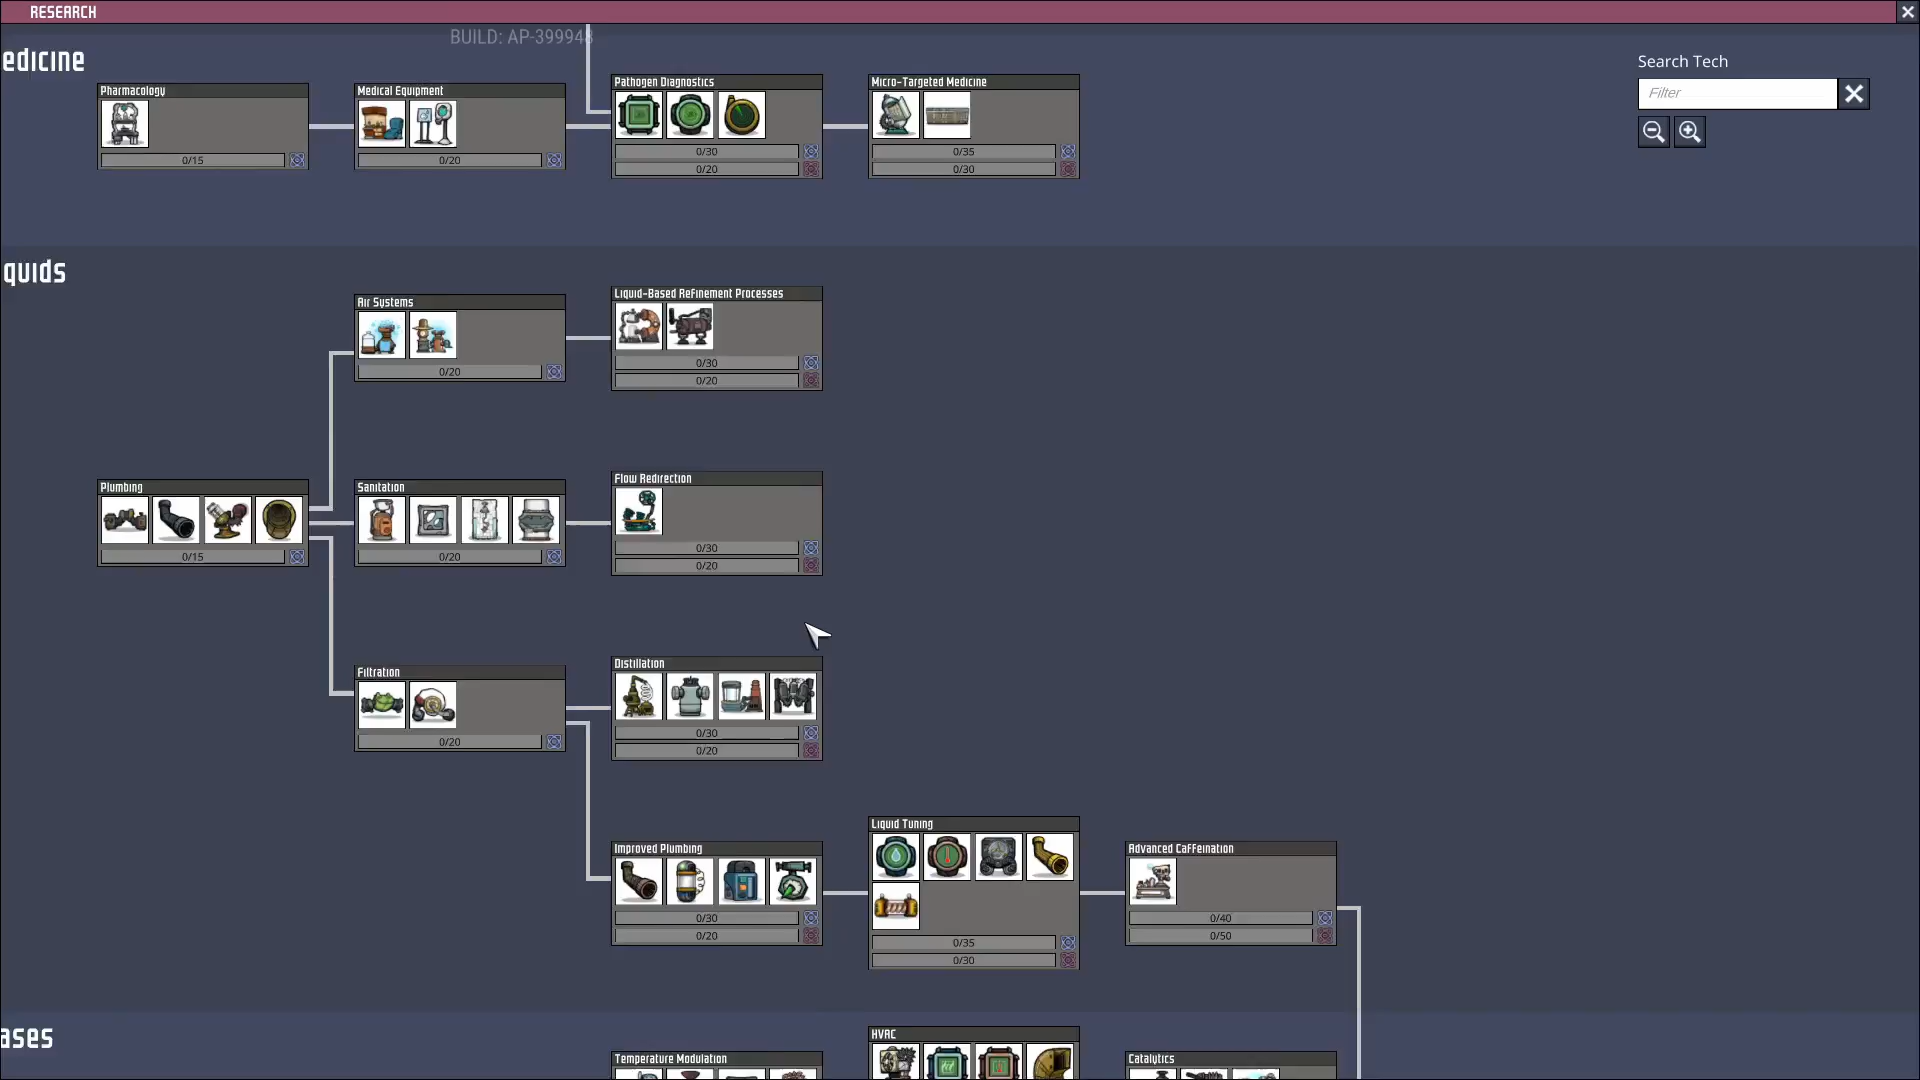 RESEARCH
BUILD: AP-399948
edicine
Search Tech
Filter
Pharmacology
0/15
Medical Equipment
0/20
Pathogen Diagnostics
0/30
0/20
Micro-Targeted Medicine
0/35
0/30
quids
Air Systems
0/20
Liquid-Based Refinement Processes
0/30
0/20
Plumbing
0/15
Sanitation
0/20
Flow Redirection
0/30
0/20
Filtration
0/20
Distillation
0/30
0/20
Improved Plumbing
0/30
0/20
Liquid Tuning
0/35
0/30
Advanced Caffeination
0/40
0/50
ases
Temperature Modulation
HVAC
Catalytics